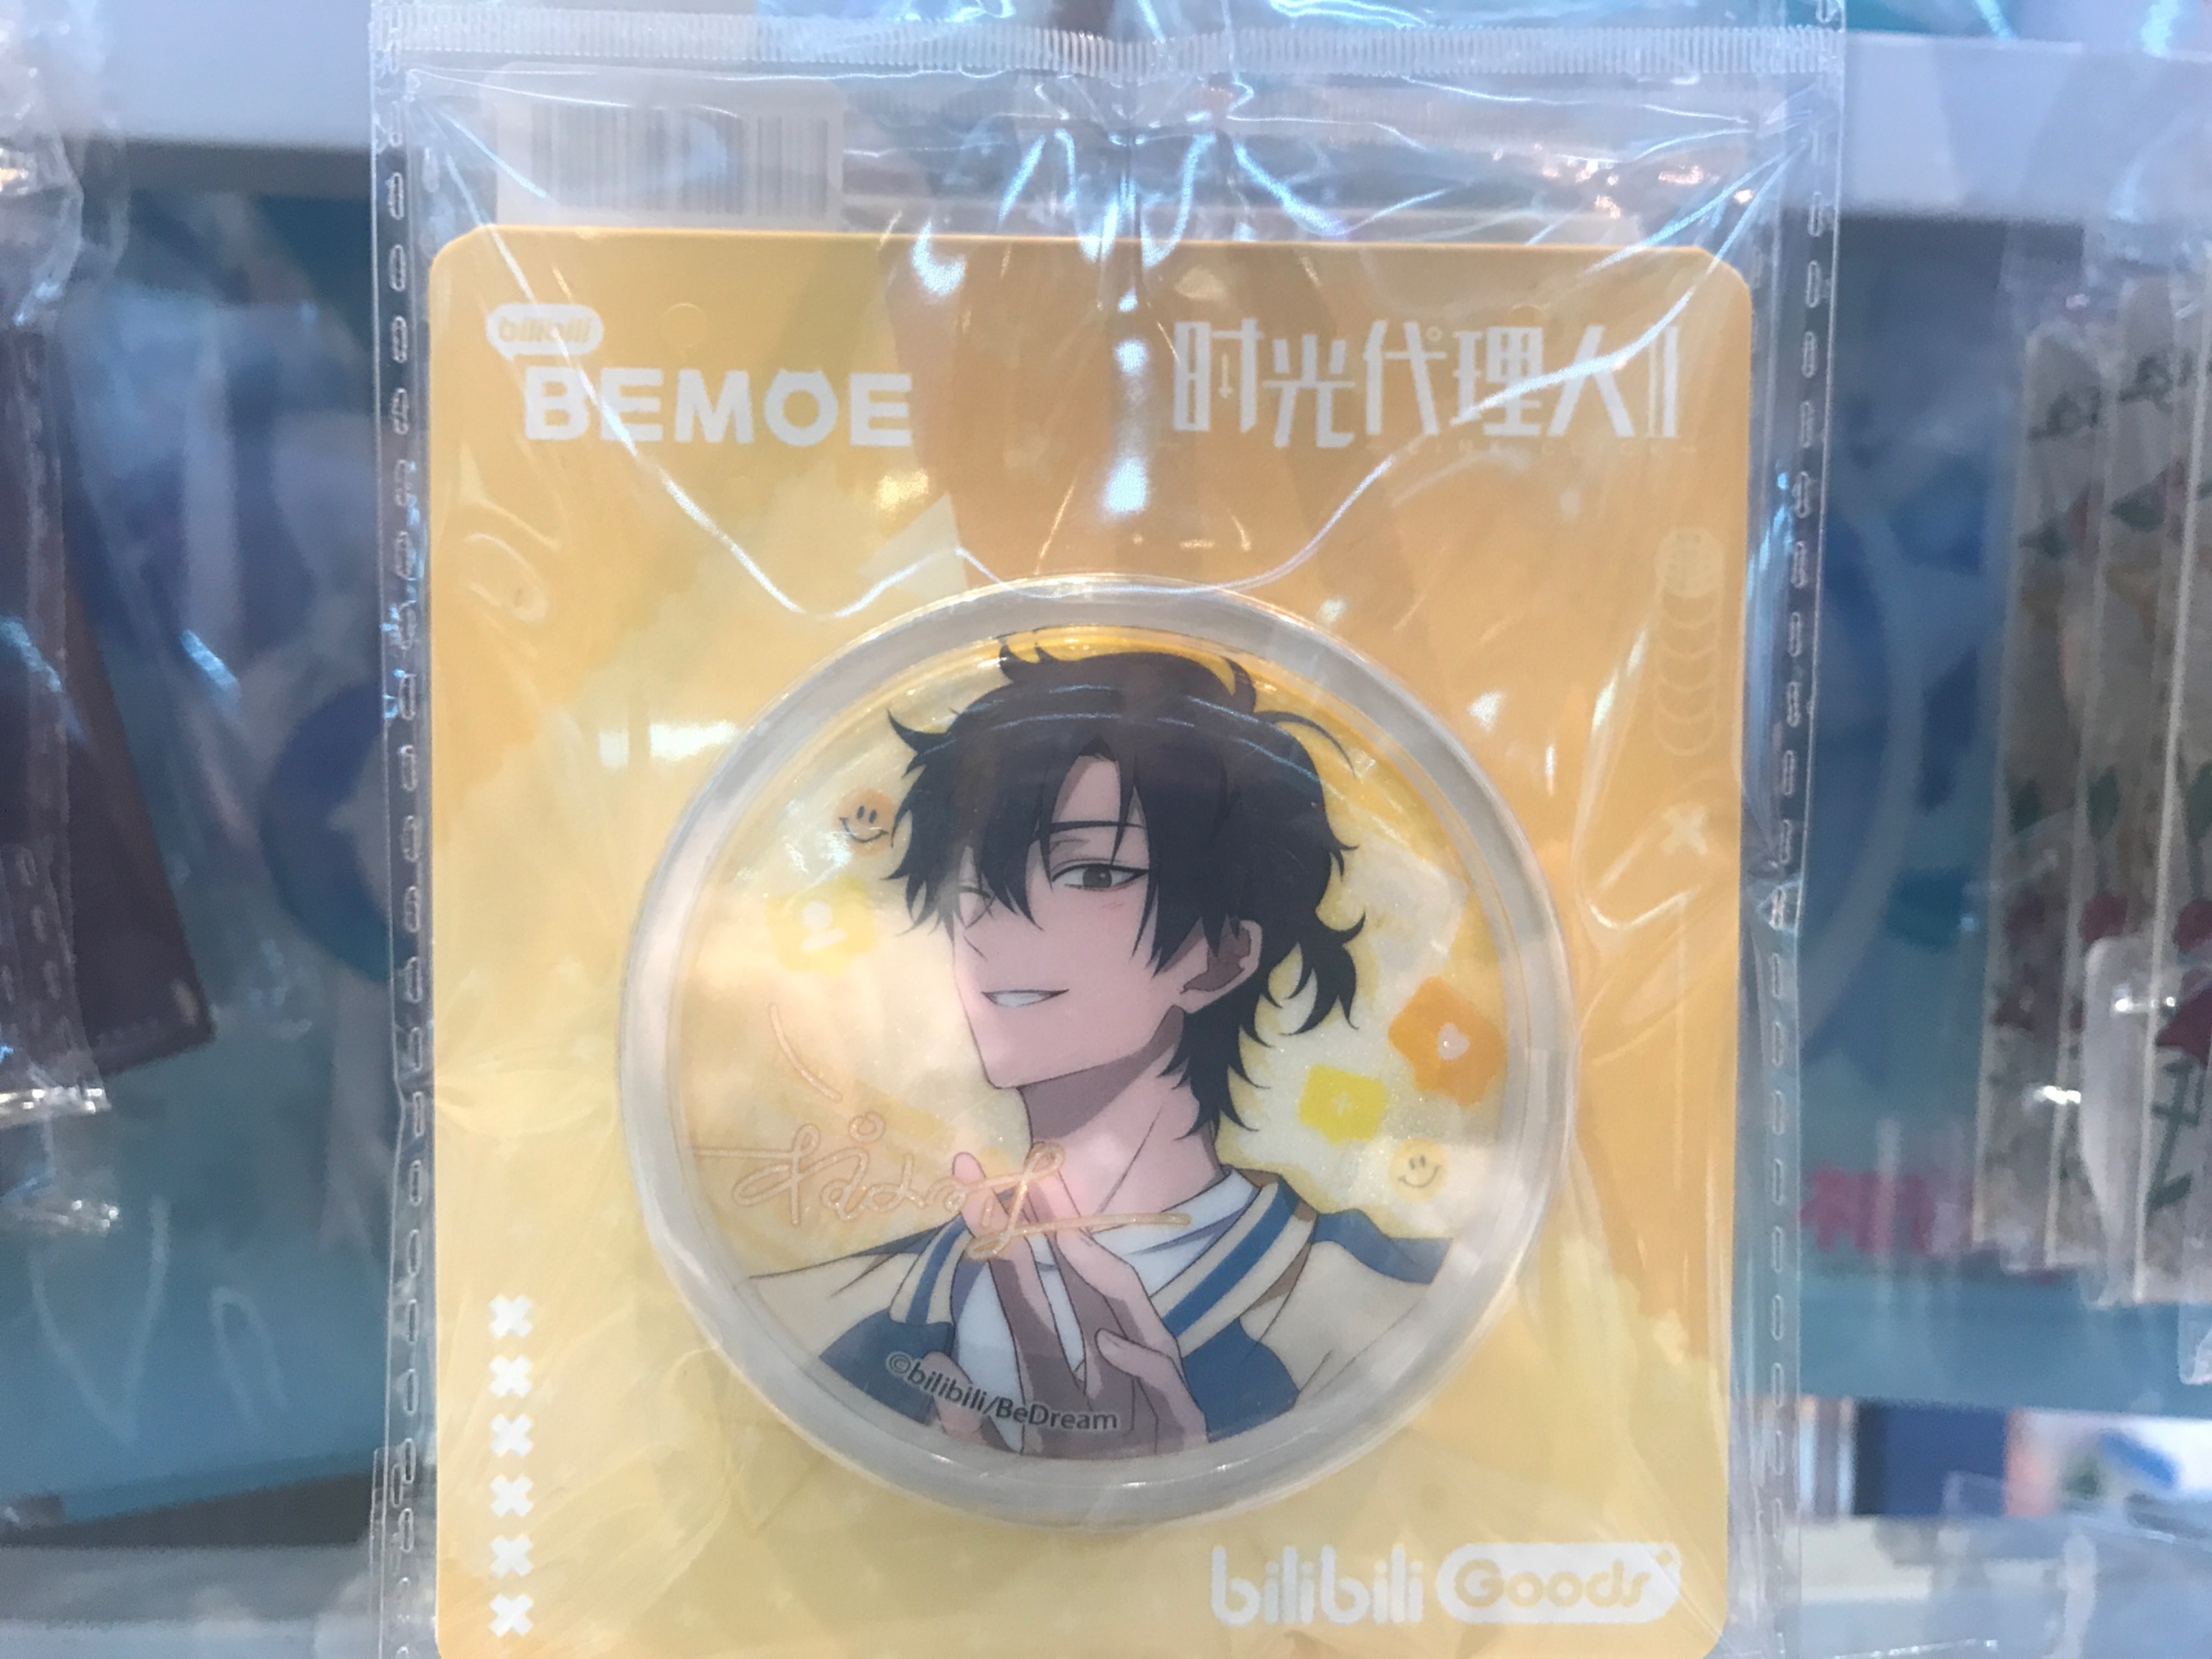 bilibili
BEMOE
时光代理人II
©bilibili/BeDream
bilibili Goods